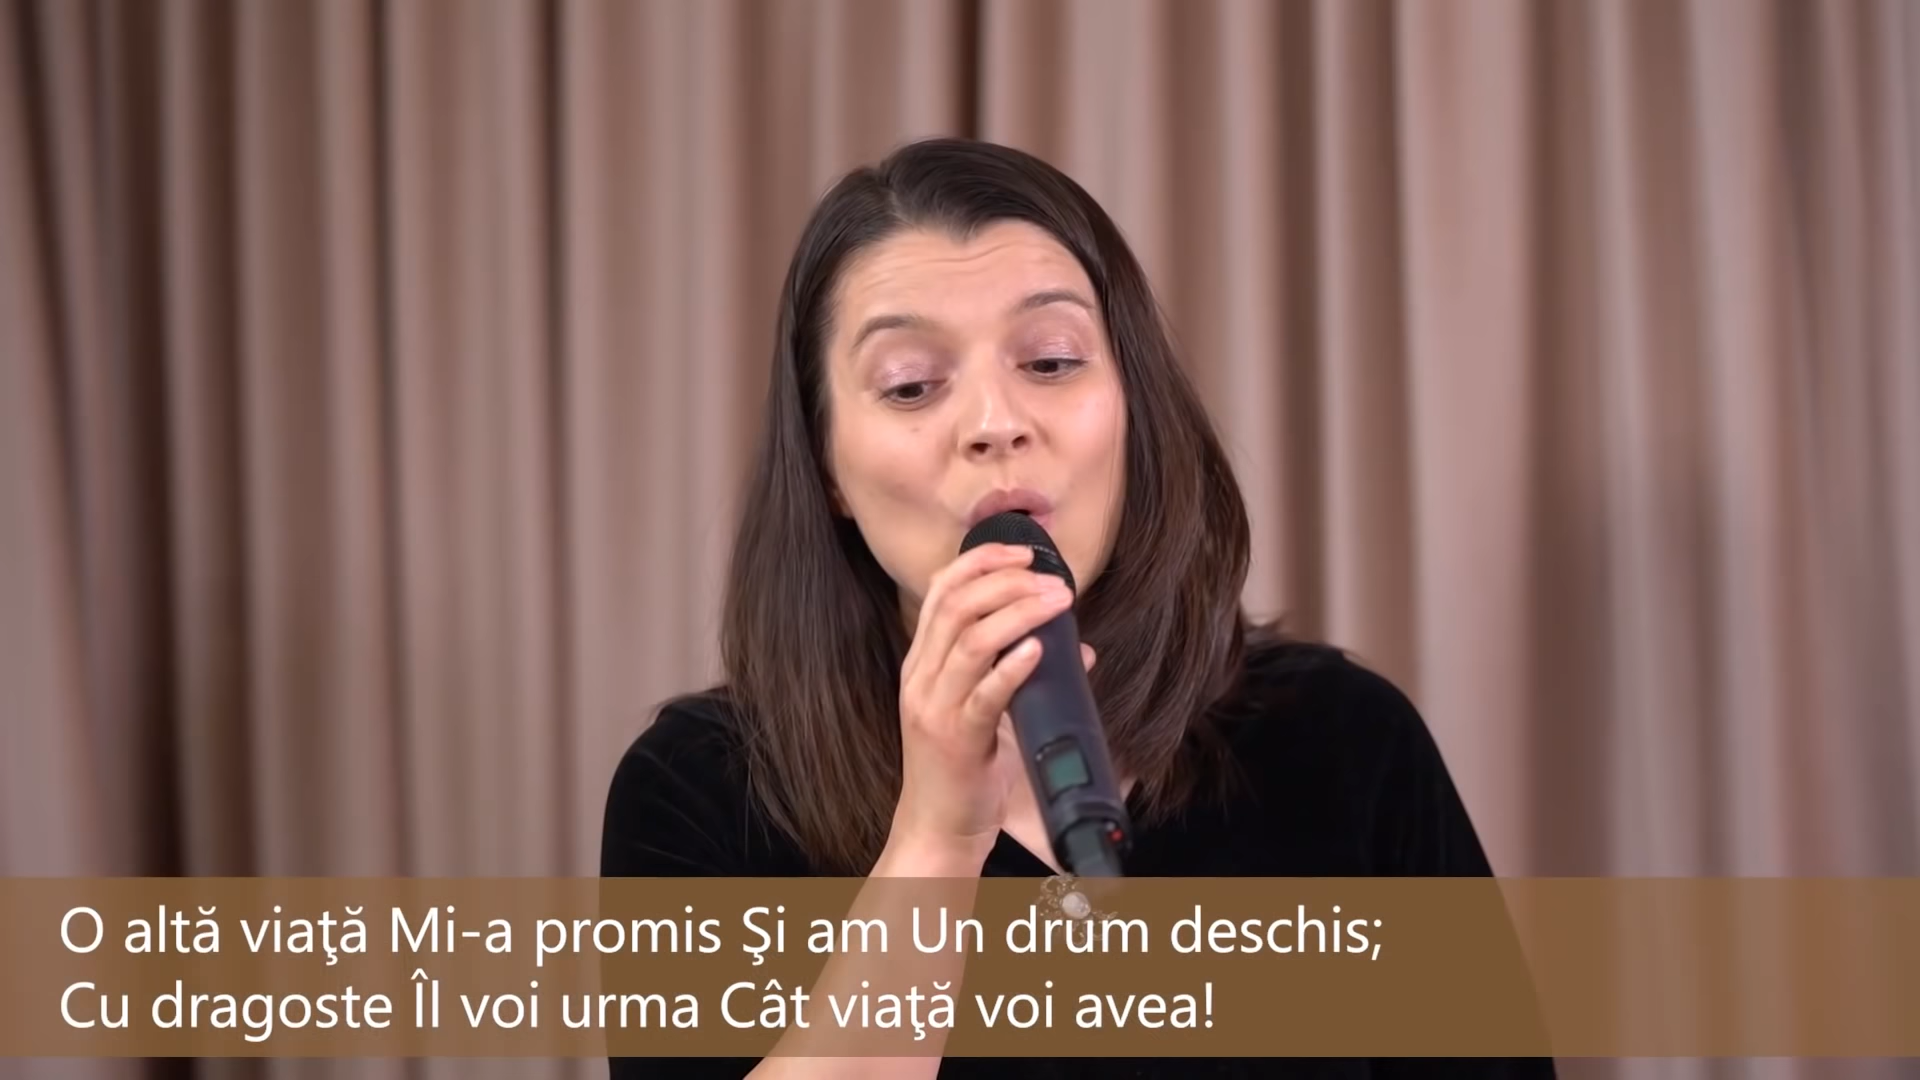 O altă viaţă Mi-a promis Şi am Un drum deschis;
Cu dragoste Îl voi urma Cât viaţă voi avea!